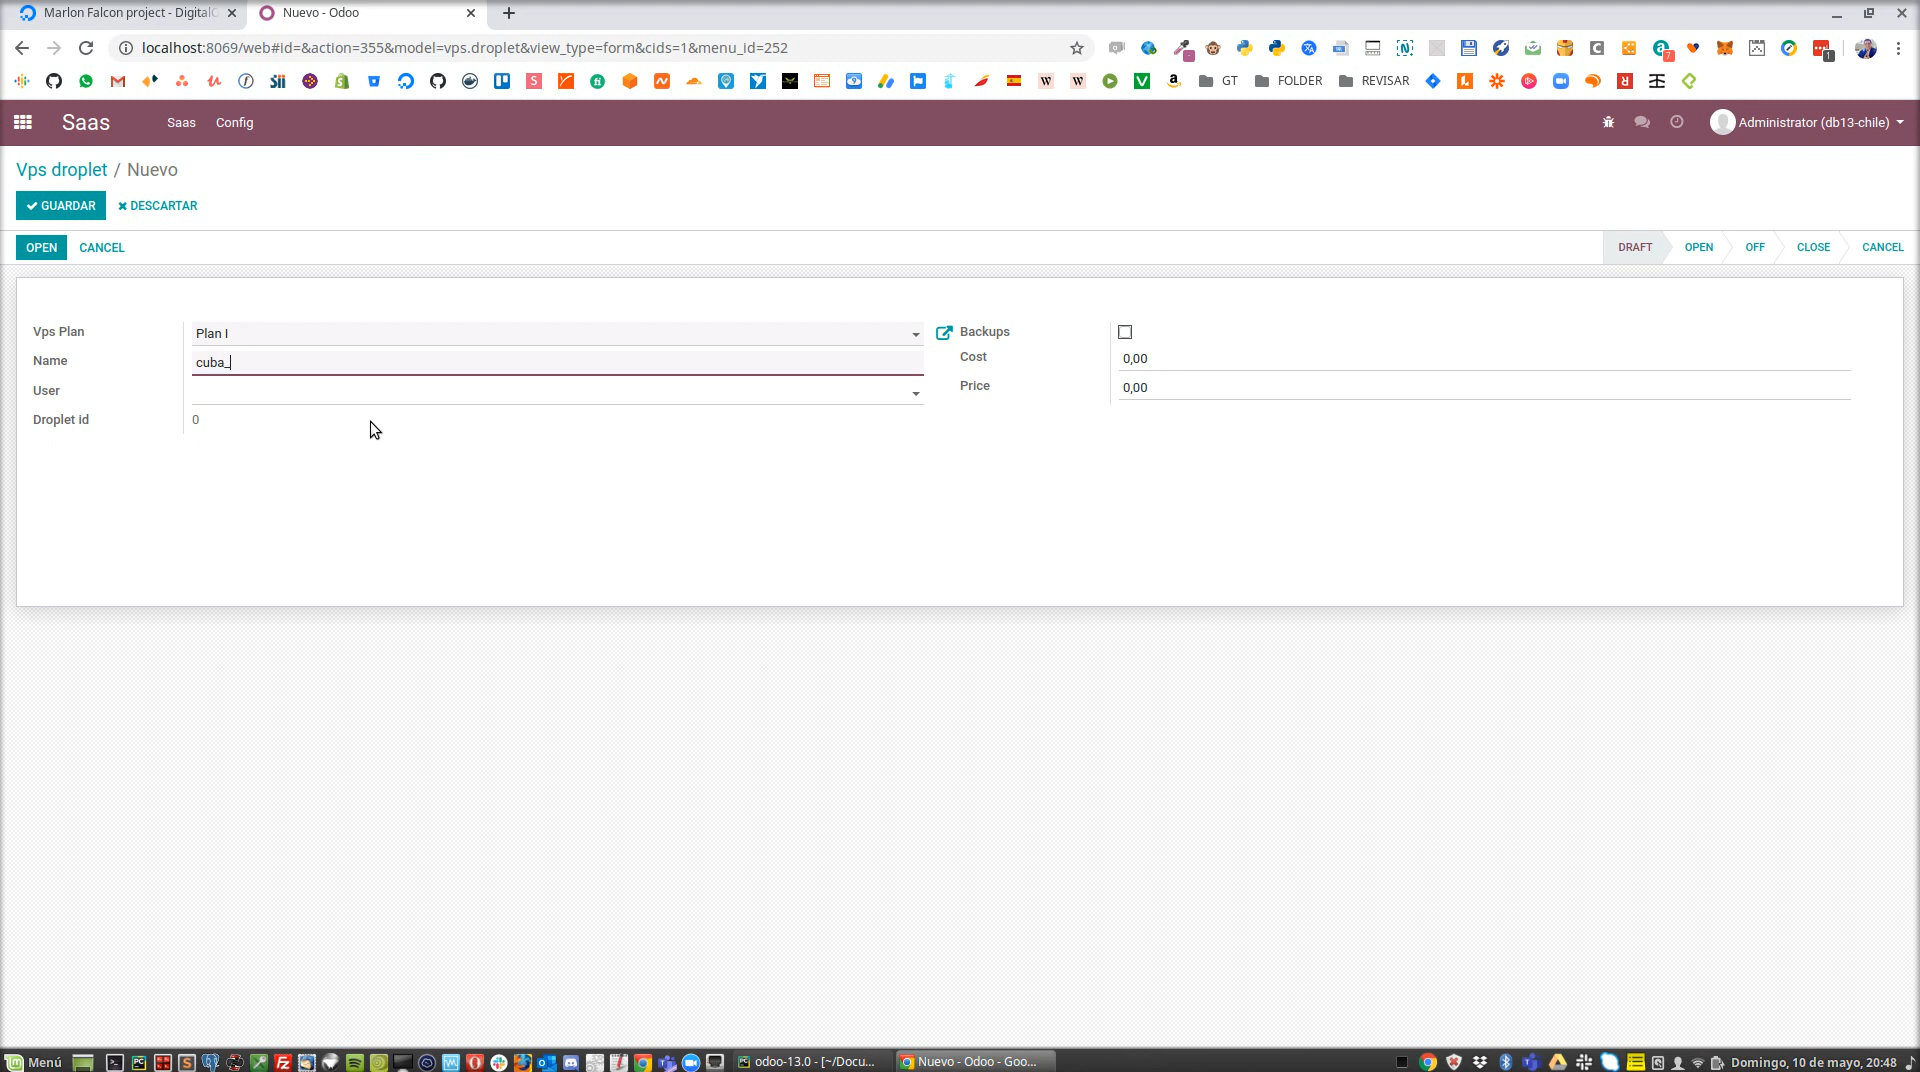 Marlon Falcon project - DigitalO
Nuevo - Odoo
localhost:8069/web#id=&action=355&model=vps.droplet&view_type=form&cids=1&menu_id=252
GT
FOLDER
REVISAR
Saas
Saas
Config
Administrator (db13-chile)
Vps droplet / Nuevo
GUARDAR
DESCARTAR
OPEN
CANCEL
DRAFT
OPEN
OFF
CLOSE
CANCEL
Vps Plan
Plan I
Backups
Name
cuba_
Cost
0,00
User
Price
0,00
Droplet id
0
Menú
odoo-13.0 - [~/Docu...
Nuevo - Odoo - Goo...
Domingo, 10 de mayo, 20:48